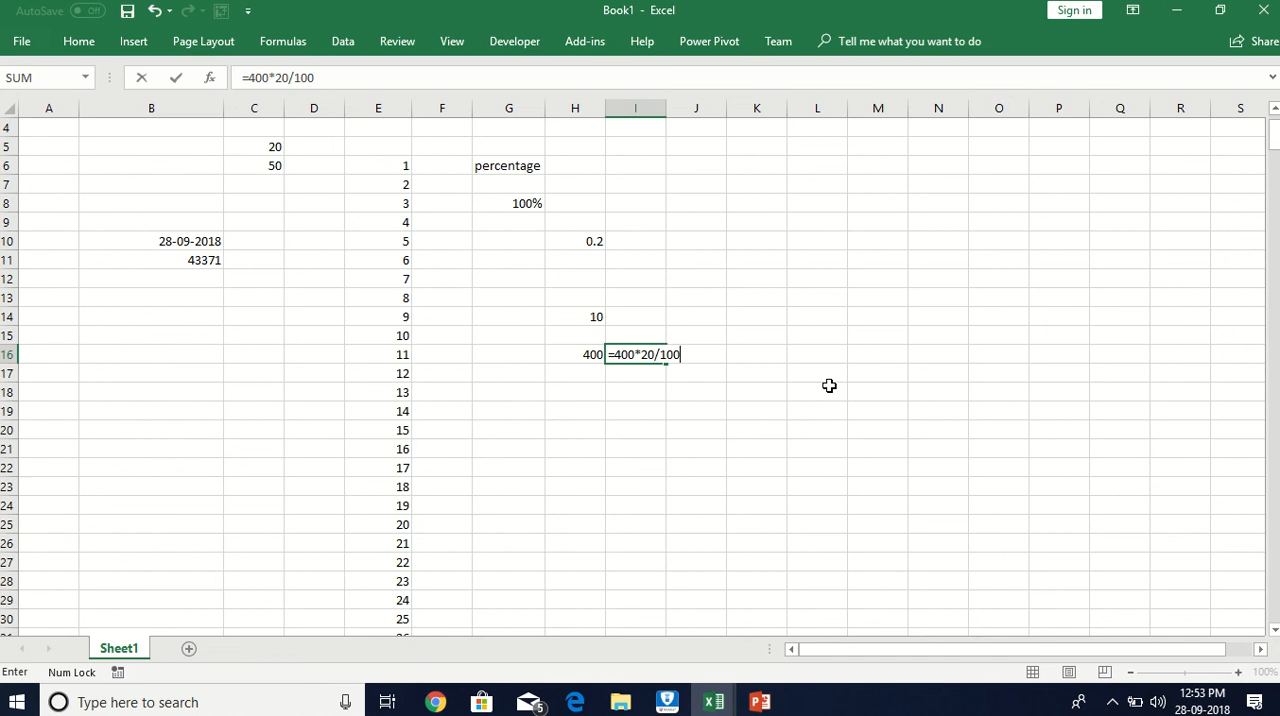 AutoSave Off Book1 - Excel Sign in
File Home Insert Page Layout Formulas Data Review View Developer Add-ins Help Power Pivot Team Tell me what you want to do Share
SUM fx =400*20/100
A B C D E F G H I J K L M N O P Q R S
4
5 20
6 50 1 percentage
7 2
8 3 100%
9 4
10 28-09-2018 5 0.2
11 43371 6
12 7
13 8
14 9 10
15 10
16 11 400 =400*20/100
17 12
18 13
19 14
20 15
21 16
22 17
23 18
24 19
25 20
26 21
27 22
28 23
29 24
30 25
Sheet1
Enter Num Lock 100%
Type here to search 5 12:53 PM
28-09-2018